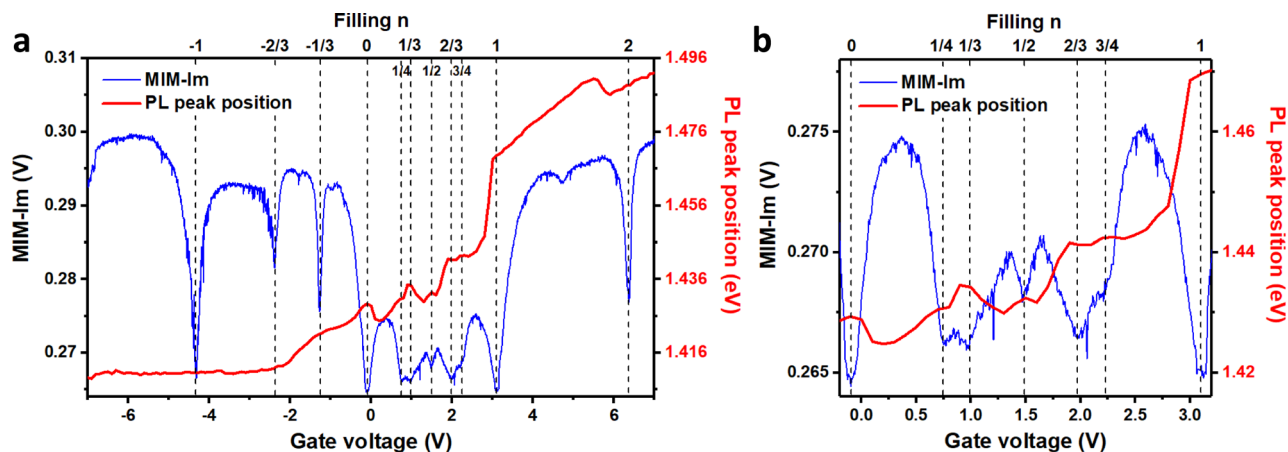 a
Filling n
-1 -2/3 -1/3 0 1/3 2/3 1 2
1/4 1/2 3/4
MIM-Im
PL peak position
0.31
0.30
0.29
0.28
0.27
MIM-Im (V)
1.496
1.476
1.456
1.436
1.416
PL peak position (eV)
-6 -4 -2 0 2 4 6
Gate voltage (V)
b
Filling n
0 1/4 1/3 1/2 2/3 3/4 1
MIM-Im
PL peak position
0.275
0.270
0.265
MIM-Im (V)
1.46
1.44
1.42
PL peak position (eV)
0.0 0.5 1.0 1.5 2.0 2.5 3.0
Gate voltage (V)